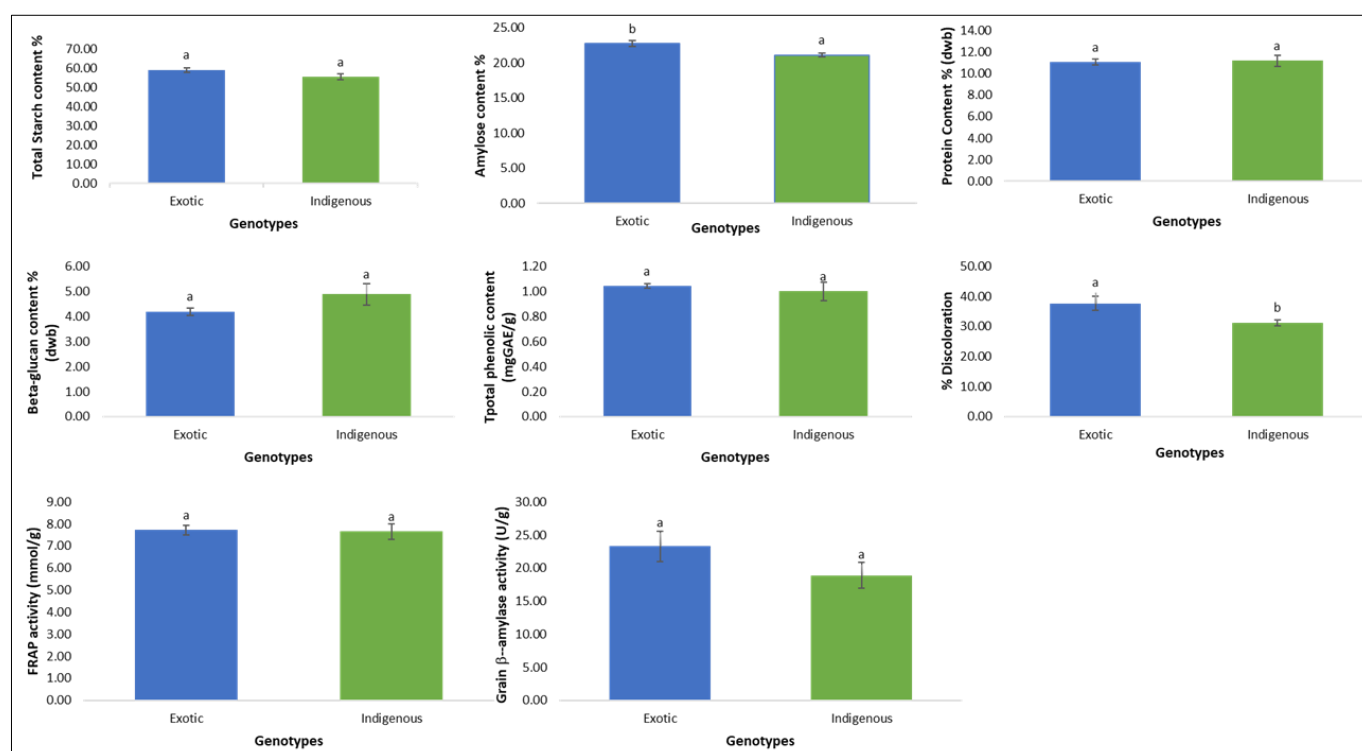 Total Starch content %
70.00
60.00
50.00
40.00
30.00
20.00
10.00
0.00
a
a
Exotic
Indigenous
Genotypes
Amylose content %
25.00
20.00
15.00
10.00
5.00
0.00
b
a
Exotic
Indigenous
Genotypes
Protein Content % (dwb)
14.00
12.00
10.00
8.00
6.00
4.00
2.00
0.00
a
a
Exotic
Indigenous
Genotypes
Beta-glucan content %
(dwb)
6.00
5.00
4.00
3.00
2.00
1.00
0.00
a
a
Exotic
Indigenous
Genotypes
Tpotal phenolic content
(mgGAE/g)
1.20
1.00
0.80
0.60
0.40
0.20
0.00
a
a
Exotic
Indigenous
Genotypes
% Discoloration
50.00
40.00
30.00
20.00
10.00
0.00
a
b
Exotic
Indigenous
Genotypes
FRAP activity (mmol/g)
9.00
8.00
7.00
6.00
5.00
4.00
3.00
2.00
1.00
0.00
a
a
Exotic
Indigenous
Genotypes
Grain β--amylase activity (U/g)
30.00
25.00
20.00
15.00
10.00
5.00
0.00
a
a
Exotic
Indigenous
Genotypes